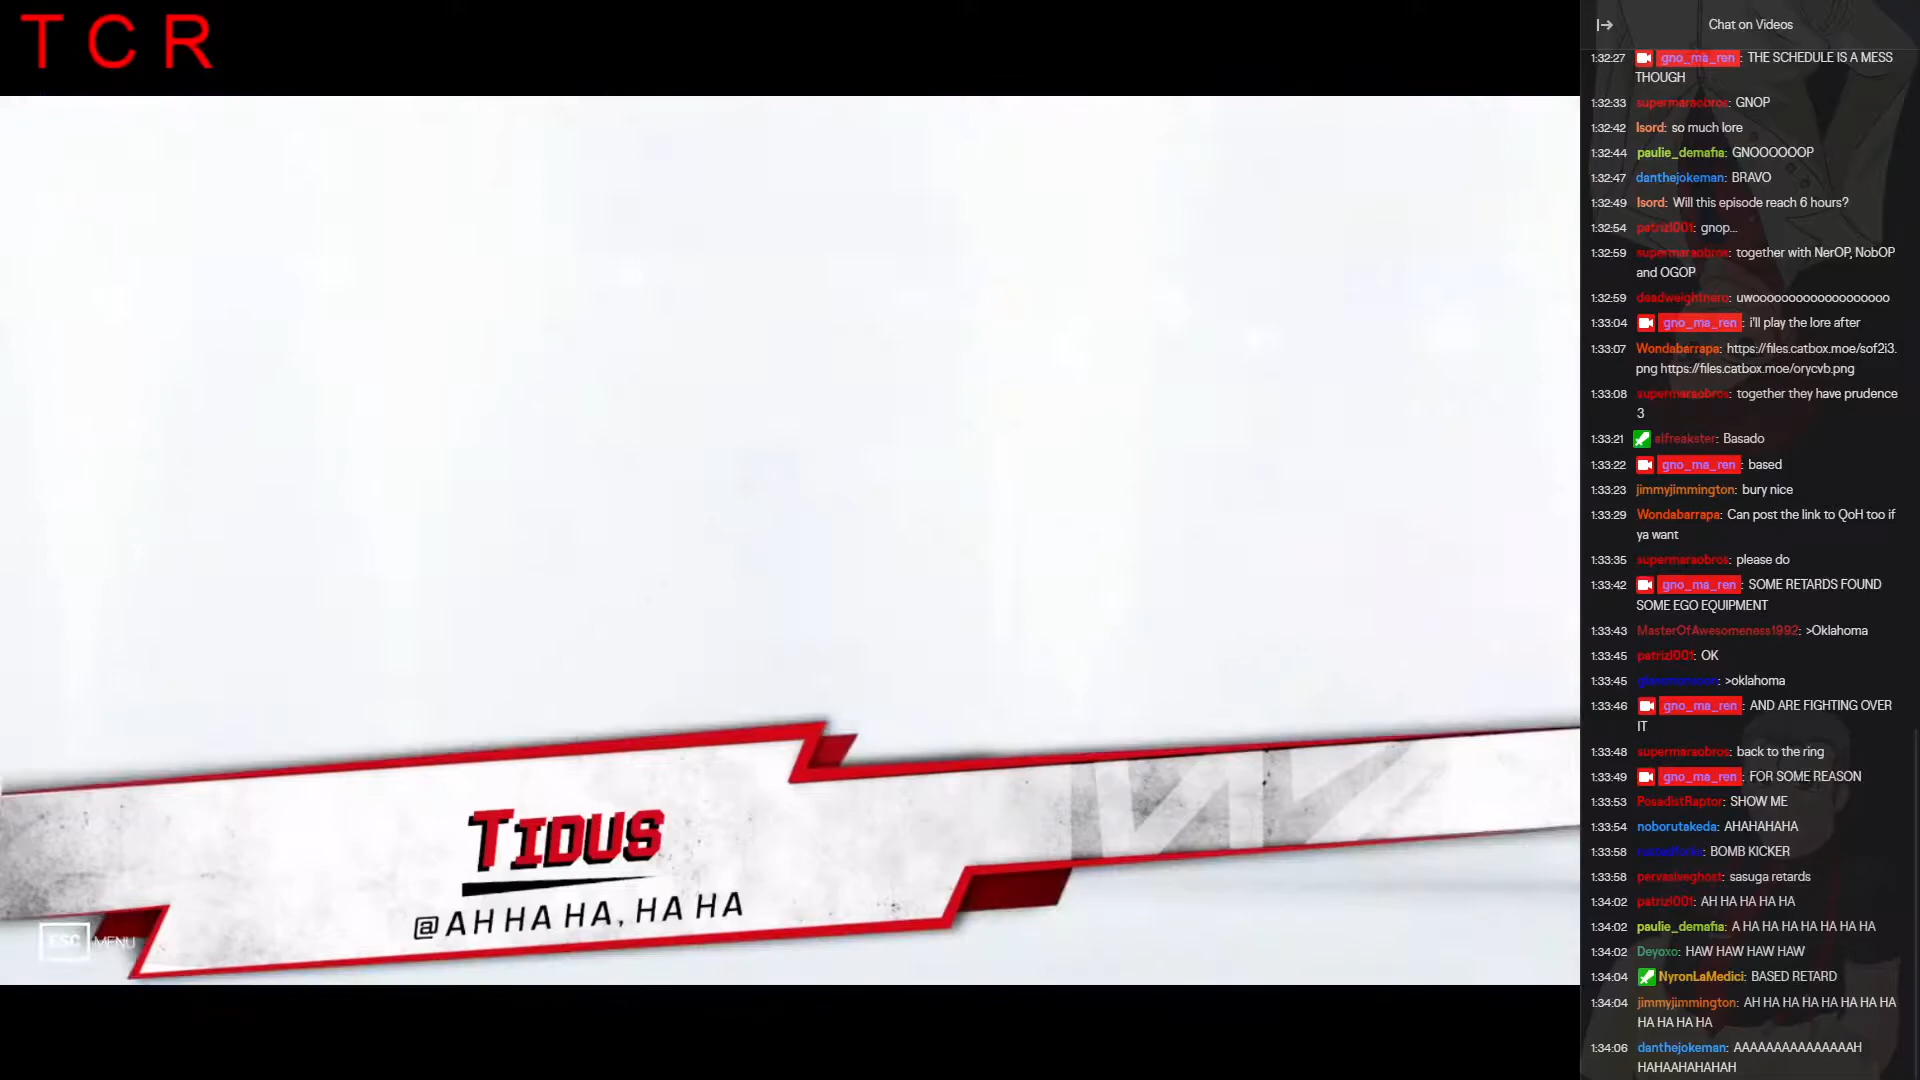 T C R
Tidus
@AH HA HA, HA HA
ESC MENU
Chat on Videos
1:32:27 gno_ma_ren: THE SCHEDULE IS A MESS
THOUGH
1:32:33 supermaraobros: GNOP
1:32:42 Isord: so much lore
1:32:44 paulie_demafia: GNOOOOOOP
1:32:47 danthejokeman: BRAVO
1:32:49 Isord: Will this episode reach 6 hours?
1:32:54 patrizl001: gnop...
1:32:59 supermaraobros: together with NerOP, NobOP
and OGOP
1:32:59 deadweightnero: uwooooooooooooooooooo
1:33:04 gno_ma_ren: i'll play the lore after
1:33:07 Wondabarrapa: https://files.catbox.moe/sof2i3.
png https://files.catbox.moe/orycvb.png
1:33:08 supermaraobros: together they have prudence
3
1:33:21 alfreakster: Basado
1:33:22 gno_ma_ren: based
1:33:23 jimmyjimmington: bury nice
1:33:29 Wondabarrapa: Can post the link to QoH too if
ya want
1:33:35 supermaraobros: please do
1:33:42 gno_ma_ren: SOME RETARDS FOUND
SOME EGO EQUIPMENT
1:33:43 MasterOfAwesomeness1992: >Oklahoma
1:33:45 patrizl001: OK
1:33:45 >oklahoma
1:33:46 gno_ma_ren: AND ARE FIGHTING OVER
IT
1:33:48 supermaraobros: back to the ring
1:33:49 gno_ma_ren: FOR SOME REASON
1:33:53 PosadistRaptor: SHOW ME
1:33:54 noborutakeda: AHAHAHAHA
1:33:58 BOMB KICKER
1:33:58 pervasiveghost: sasuga retards
1:34:02 patrizl001: AH HA HA HA HA
1:34:02 paulie_demafia: A HA HA HA HA HA HA HA
1:34:02 Deyoxo: HAW HAW HAW HAW
1:34:04 NyronLaMedici: BASED RETARD
1:34:04 jimmyjimmington: AH HA HA HA HA HA HA HA
HA HA HA HA
1:34:06 danthejokeman: AAAAAAAAAAAAAAAH
HAHAAHAHAHAH